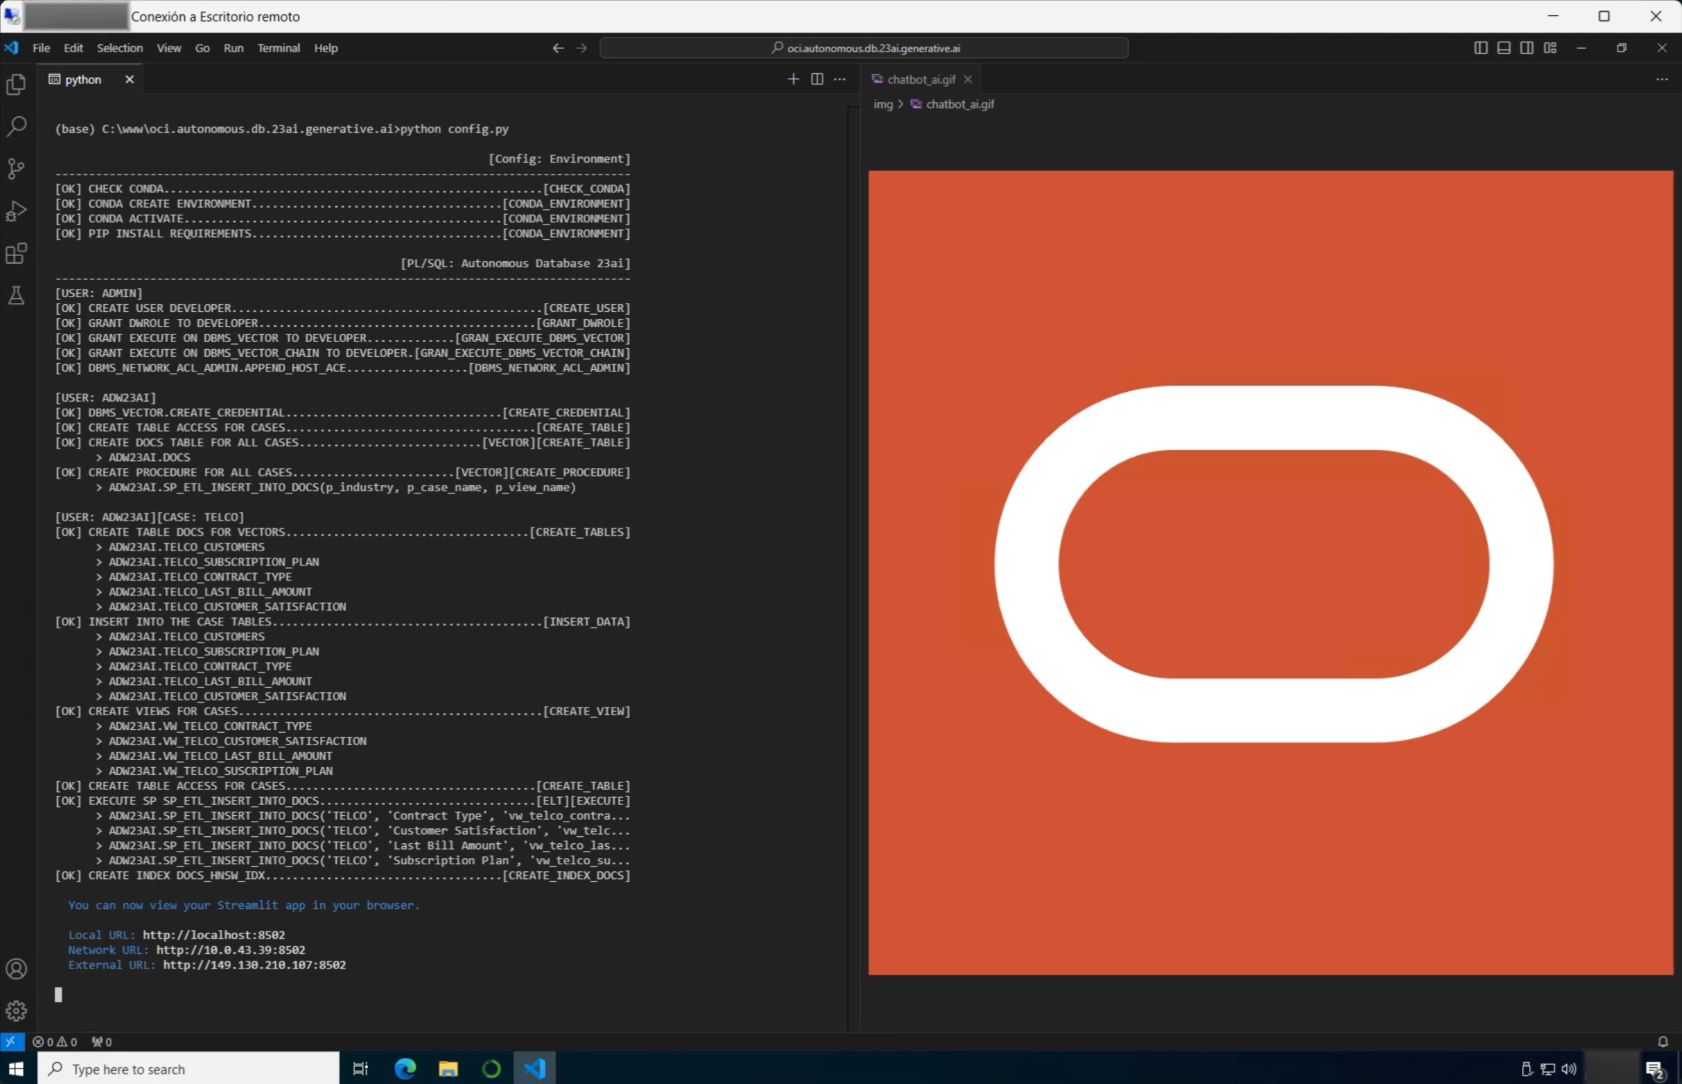 Conexión a Escritorio remoto
File Edit Selection View Go Run Terminal Help
oci.autonomous.db.23ai.generative.ai
python
chatbot_ai.gif
img > chatbot_ai.gif
(base) C:\www\oci.autonomous.db.23ai.generative.ai>python config.py
[Config: Environment]
--------------------------------------------------------------------------------
[OK] CHECK CONDA........................................................[CHECK_CONDA]
[OK] CONDA CREATE ENVIRONMENT.....................................[CONDA_ENVIRONMENT]
[OK] CONDA ACTIVATE...............................................[CONDA_ENVIRONMENT]
[OK] PIP INSTALL REQUIREMENTS.....................................[CONDA_ENVIRONMENT]
[PL/SQL: Autonomous Database 23ai]
--------------------------------------------------------------------------------
[USER: ADMIN]
[OK] CREATE USER DEVELOPER..............................................[CREATE_USER]
[OK] GRANT DWROLE TO DEVELOPER.........................................[GRANT_DWROLE]
[OK] GRANT EXECUTE ON DBMS_VECTOR TO DEVELOPER.............[GRAN_EXECUTE_DBMS_VECTOR]
[OK] GRANT EXECUTE ON DBMS_VECTOR_CHAIN TO DEVELOPER.[GRAN_EXECUTE_DBMS_VECTOR_CHAIN]
[OK] DBMS_NETWORK_ACL_ADMIN.APPEND_HOST_ACE..................[DBMS_NETWORK_ACL_ADMIN]
[USER: ADW23AI]
[OK] DBMS_VECTOR.CREATE_CREDENTIAL................................[CREATE_CREDENTIAL]
[OK] CREATE TABLE ACCESS FOR CASES.....................................[CREATE_TABLE]
[OK] CREATE DOCS TABLE FOR ALL CASES...........................[VECTOR][CREATE_TABLE]
> ADW23AI.DOCS
[OK] CREATE PROCEDURE FOR ALL CASES........................[VECTOR][CREATE_PROCEDURE]
> ADW23AI.SP_ETL_INSERT_INTO_DOCS(p_industry, p_case_name, p_view_name)
[USER: ADW23AI][CASE: TELCO]
[OK] CREATE TABLE DOCS FOR VECTORS....................................[CREATE_TABLES]
> ADW23AI.TELCO_CUSTOMERS
> ADW23AI.TELCO_SUBSCRIPTION_PLAN
> ADW23AI.TELCO_CONTRACT_TYPE
> ADW23AI.TELCO_LAST_BILL_AMOUNT
> ADW23AI.TELCO_CUSTOMER_SATISFACTION
[OK] INSERT INTO THE CASE TABLES........................................[INSERT_DATA]
> ADW23AI.TELCO_CUSTOMERS
> ADW23AI.TELCO_SUBSCRIPTION_PLAN
> ADW23AI.TELCO_CONTRACT_TYPE
> ADW23AI.TELCO_LAST_BILL_AMOUNT
> ADW23AI.TELCO_CUSTOMER_SATISFACTION
[OK] CREATE VIEWS FOR CASES.............................................[CREATE_VIEW]
> ADW23AI.VW_TELCO_CONTRACT_TYPE
> ADW23AI.VW_TELCO_CUSTOMER_SATISFACTION
> ADW23AI.VW_TELCO_LAST_BILL_AMOUNT
> ADW23AI.VW_TELCO_SUSCRIPTION_PLAN
[OK] CREATE TABLE ACCESS FOR CASES.....................................[CREATE_TABLE]
[OK] EXECUTE SP SP_ETL_INSERT_INTO_DOCS................................[ELT][EXECUTE]
> ADW23AI.SP_ETL_INSERT_INTO_DOCS('TELCO', 'Contract Type', 'vw_telco_contra...
> ADW23AI.SP_ETL_INSERT_INTO_DOCS('TELCO', 'Customer Satisfaction', 'vw_telc...
> ADW23AI.SP_ETL_INSERT_INTO_DOCS('TELCO', 'Last Bill Amount', 'vw_telco_las...
> ADW23AI.SP_ETL_INSERT_INTO_DOCS('TELCO', 'Subscription Plan', 'vw_telco_su...
[OK] CREATE INDEX DOCS_HNSW_IDX...................................[CREATE_INDEX_DOCS]
You can now view your Streamlit app in your browser.
Local URL: http://localhost:8502
Network URL: http://10.0.43.39:8502
External URL: http://149.130.210.107:8502
0 0 0
Type here to search
2